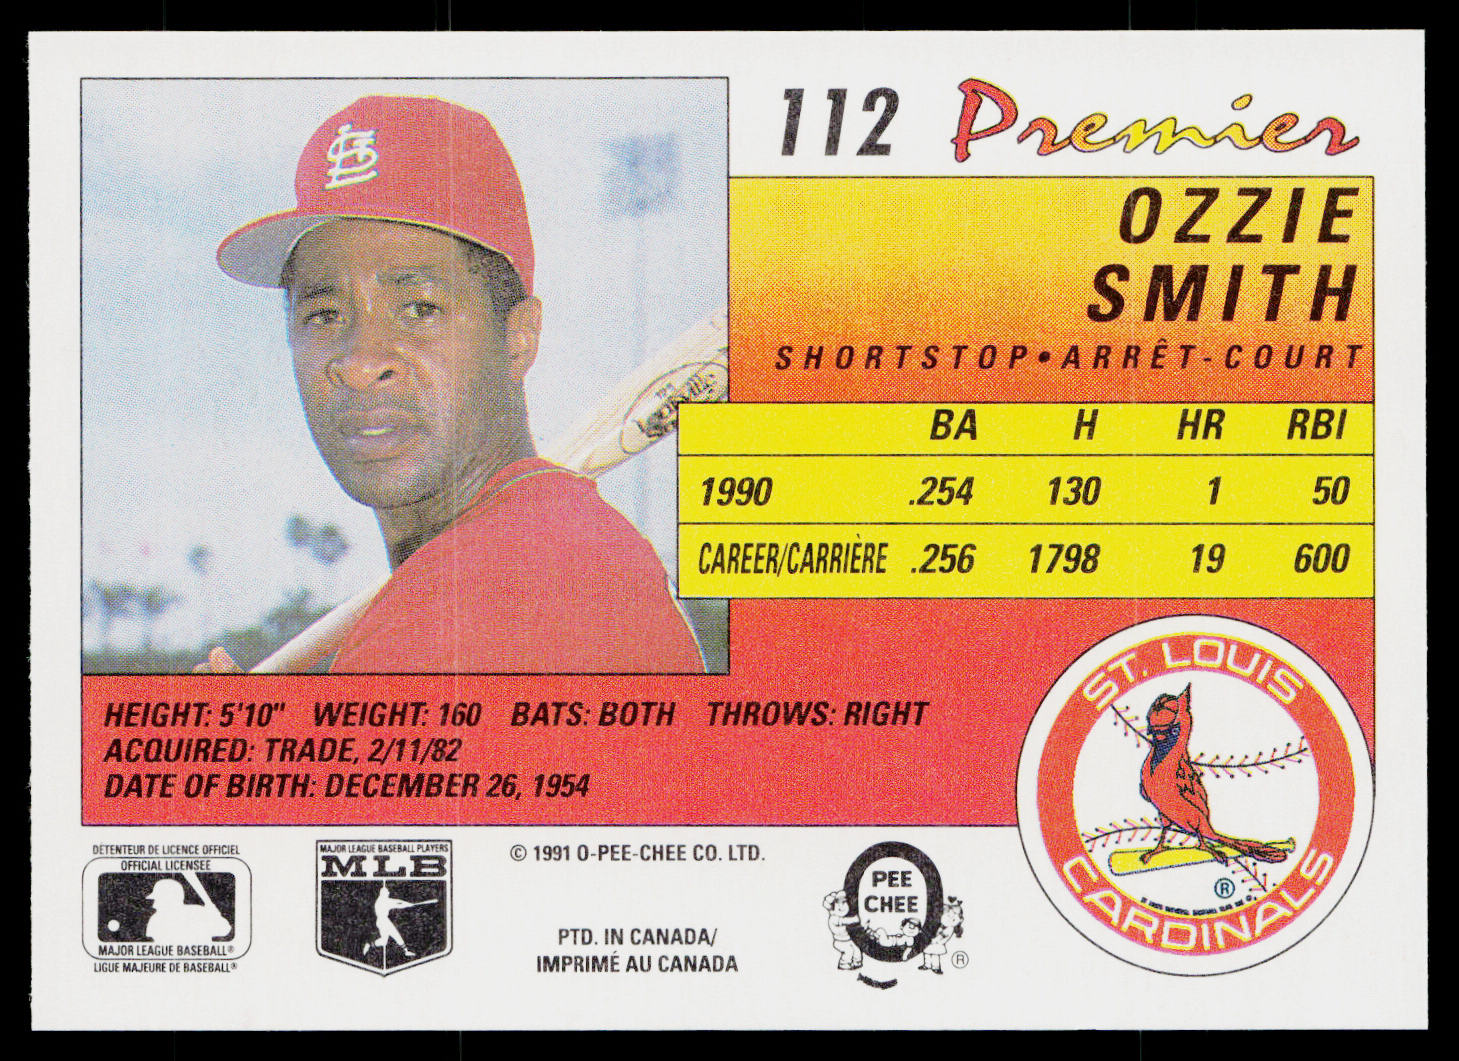 112 Premier
OZZIE
SMITH
SHORTSTOP•ARRÊT-COURT
BA H HR RBI
1990 .254 130 1 50
CAREER/CARRIÈRE .256 1798 19 600
HEIGHT: 5'10" WEIGHT: 160 BATS: BOTH THROWS: RIGHT
ACQUIRED: TRADE, 2/11/82
DATE OF BIRTH: DECEMBER 26, 1954
ST. LOUIS
CARDINALS
®
DÉTENTEUR DE LICENCE OFFICIEL
OFFICIAL LICENSEE
MAJOR LEAGUE BASEBALL®
LIGUE MAJEURE DE BASEBALL®
MAJOR LEAGUE BASEBALL PLAYERS
MLB
© 1991 O-PEE-CHEE CO. LTD.
PTD. IN CANADA/
IMPRIMÉ AU CANADA
PEE
CHEE
®